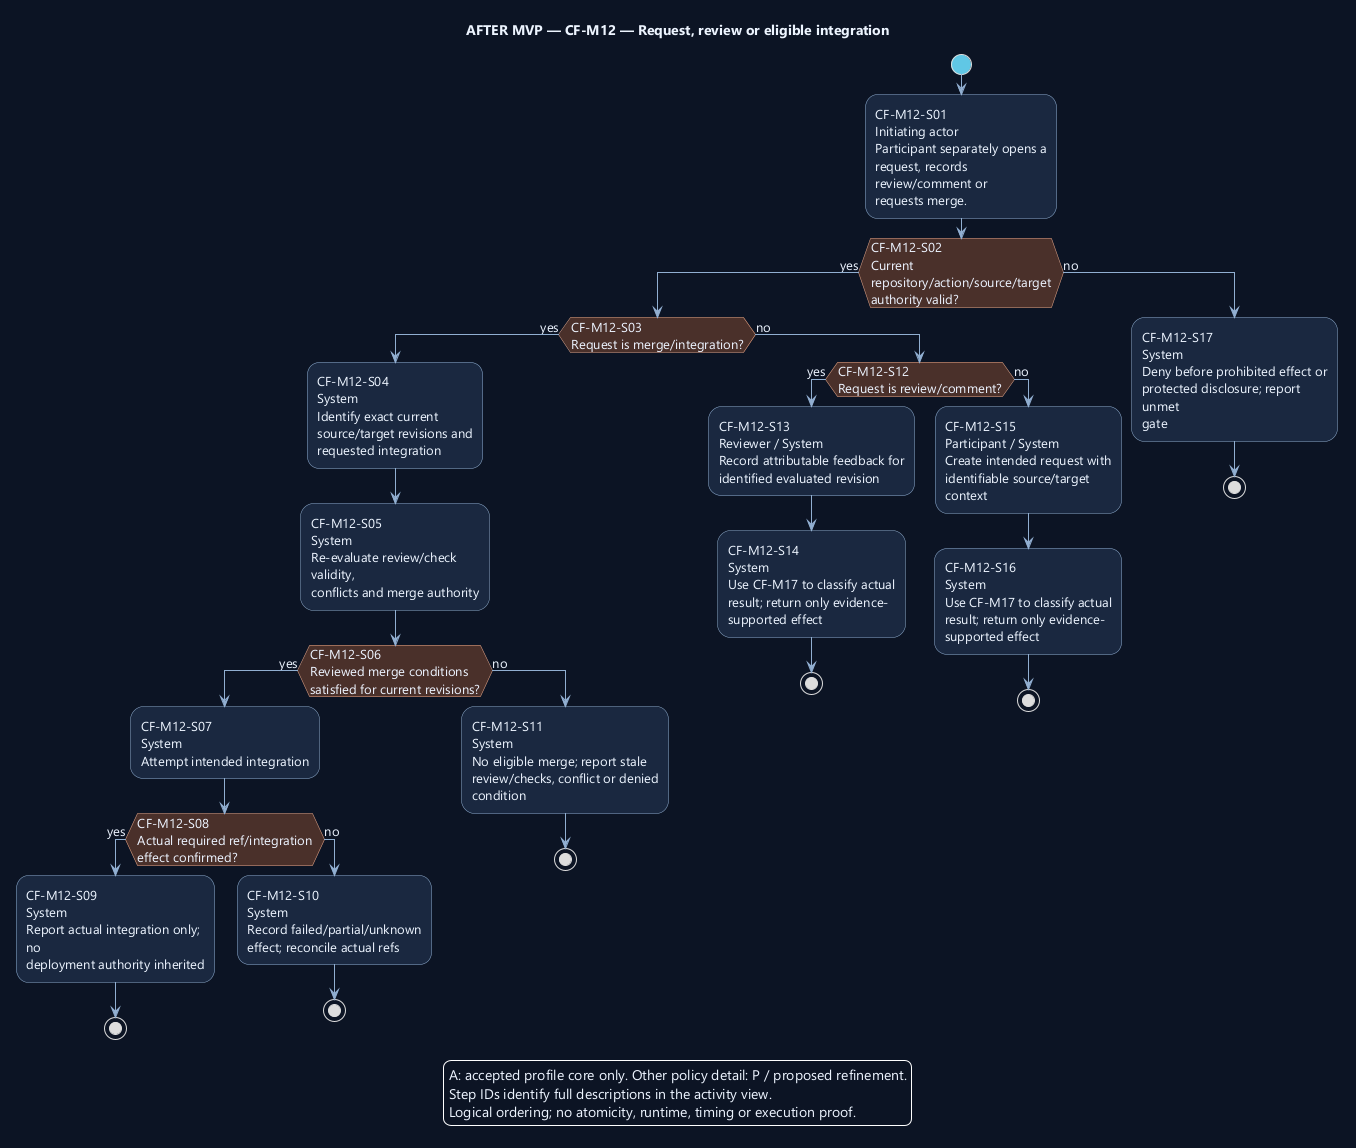 AFTER MVP — CF-M12 — Request, review or eligible integration
CF-M12-S01
Initiating actor
Participant separately opens a
request, records
review/comment or
requests merge.
CF-M12-S02
Current
repository/action/source/target
authority valid?
yes
no
CF-M12-S03
Request is merge/integration?
yes
no
CF-M12-S17
System
Deny before prohibited effect or
protected disclosure; report
unmet
gate
CF-M12-S04
System
Identify exact current
source/target revisions and
requested integration
CF-M12-S12
Request is review/comment?
yes
no
CF-M12-S13
Reviewer / System
Record attributable feedback for
identified evaluated revision
CF-M12-S15
Participant / System
Create intended request with
identifiable source/target
context
CF-M12-S05
System
Re-evaluate review/check
validity,
conflicts and merge authority
CF-M12-S14
System
Use CF-M17 to classify actual
result; return only evidence-
supported effect
CF-M12-S16
System
Use CF-M17 to classify actual
result; return only evidence-
supported effect
CF-M12-S06
Reviewed merge conditions
satisfied for current revisions?
yes
no
CF-M12-S07
System
Attempt intended integration
CF-M12-S11
System
No eligible merge; report stale
review/checks, conflict or denied
condition
CF-M12-S08
Actual required ref/integration
effect confirmed?
yes
no
CF-M12-S09
System
Report actual integration only;
no
deployment authority inherited
CF-M12-S10
System
Record failed/partial/unknown
effect; reconcile actual refs
A: accepted profile core only. Other policy detail: P / proposed refinement.
Step IDs identify full descriptions in the activity view.
Logical ordering; no atomicity, runtime, timing or execution proof.